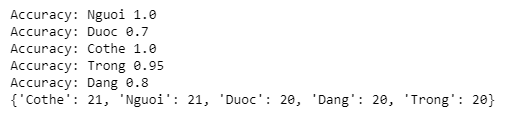 Accuracy: Nguoi 1.0
Accuracy: Duoc 0.7
Accuracy: Cothe 1.0
Accuracy: Trong 0.95
Accuracy: Dang 0.8
{'Cothe': 21, 'Nguoi': 21, 'Duoc': 20, 'Dang': 20, 'Trong': 20}